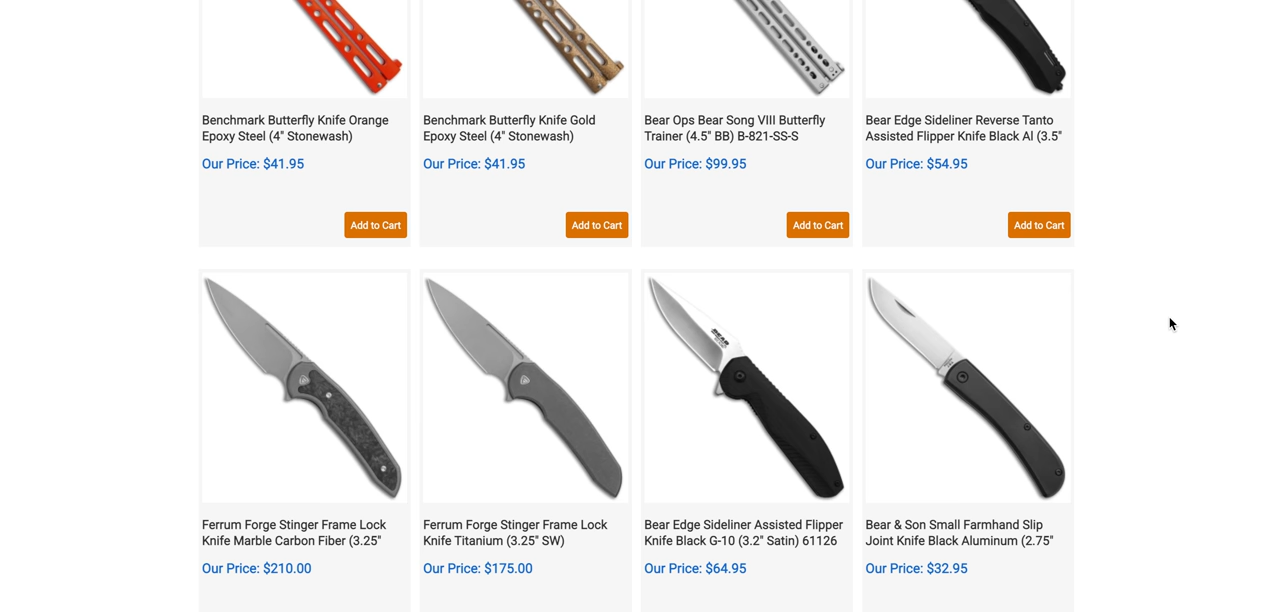 Benchmark Butterfly Knife Orange
Epoxy Steel (4" Stonewash)
Our Price: $41.95
Add to Cart
Benchmark Butterfly Knife Gold
Epoxy Steel (4" Stonewash)
Our Price: $41.95
Add to Cart
Bear Ops Bear Song VIII Butterfly
Trainer (4.5" BB) B-821-SS-S
Our Price: $99.95
Add to Cart
Bear Edge Sideliner Reverse Tanto
Assisted Flipper Knife Black Al (3.5"
Our Price: $54.95
Add to Cart
Ferrum Forge Stinger Frame Lock
Knife Marble Carbon Fiber (3.25"
Our Price: $210.00
Ferrum Forge Stinger Frame Lock
Knife Titanium (3.25" SW)
Our Price: $175.00
BEAR
Bear Edge Sideliner Assisted Flipper
Knife Black G-10 (3.2" Satin) 61126
Our Price: $64.95
Bear & Son Small Farmhand Slip
Joint Knife Black Aluminum (2.75"
Our Price: $32.95